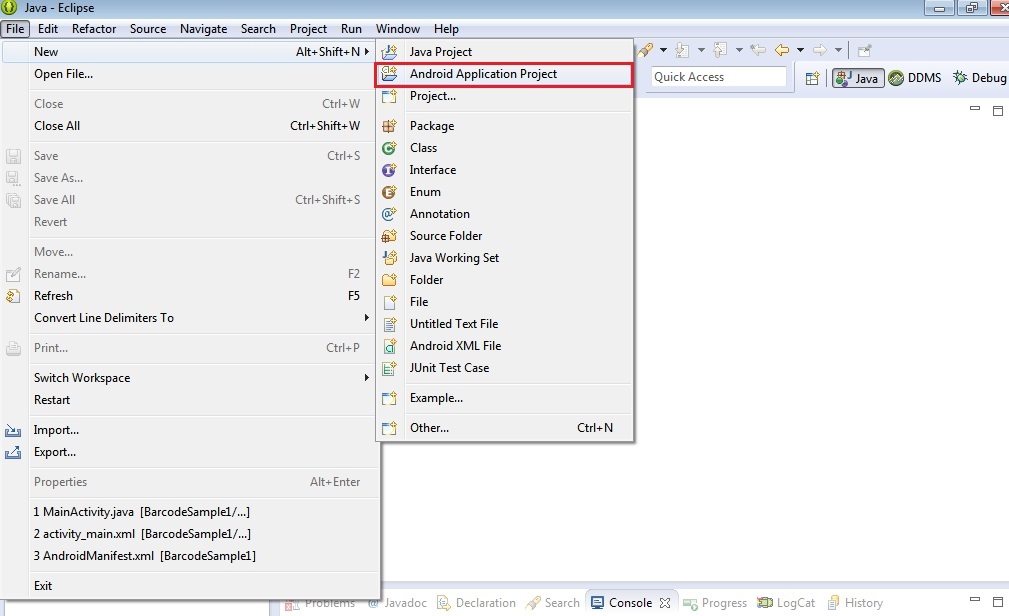 Java - Eclipse
File Edit Refactor Source Navigate Search Project Run Window Help
New Alt+Shift+N
Open File...
Close Ctrl+W
Close All Ctrl+Shift+W
Save Ctrl+S
Save As...
Save All Ctrl+Shift+S
Revert
Move...
Rename... F2
Refresh F5
Convert Line Delimiters To
Print... Ctrl+P
Switch Workspace
Restart
Import...
Export...
Properties Alt+Enter
1 MainActivity.java [BarcodeSample1/...]
2 activity_main.xml [BarcodeSample1/...]
3 AndroidManifest.xml [BarcodeSample1]
Exit
Java Project
Android Application Project
Project...
Package
Class
Interface
Enum
Annotation
Source Folder
Java Working Set
Folder
File
Untitled Text File
Android XML File
JUnit Test Case
Example...
Other... Ctrl+N
Quick Access
Java DDMS Debug
Problems Javadoc Declaration Search Console Progress LogCat History